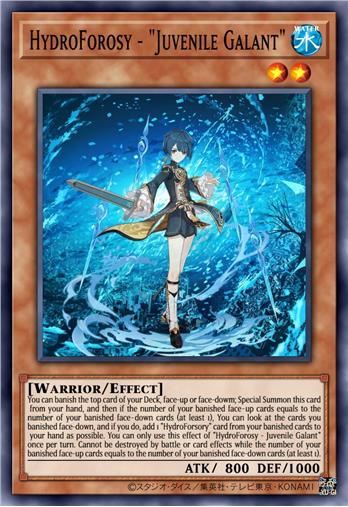 HydroForosy - "Juvenile Galant"
WATER
水
[Warrior/Effect]
You can banish the top card of your Deck, face-up or face-down; Special Summon this card
from your hand, and then if the number of your banished face-up cards equals to the
number of your banished face-down cards (at least 1), You can look at the cards you
banished face-down, and if you do, add 1 "HydroForsory" card from your banished cards to
your hand as possible. You can only use this effect of "HydroForosy - Juvenile Galant"
once per turn. Cannot be destroyed by battle or card effects while the number of your
banished face-up cards equals to the number of your banished face-down cards (at least 1).
ATK/ 800 DEF/1000
©スタジオ・ダイス／集英社・テレビ東京・KONAMI